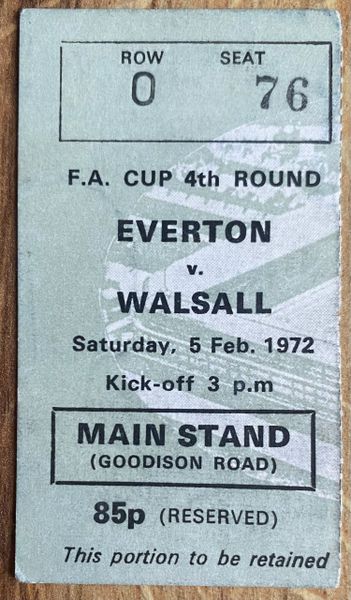 ROW SEAT
O 76
F.A. CUP 4th ROUND
EVERTON
v.
WALSALL
Saturday, 5 Feb. 1972
Kick-off 3 p.m
MAIN STAND
(GOODISON ROAD)
85p (RESERVED)
This portion to be retained